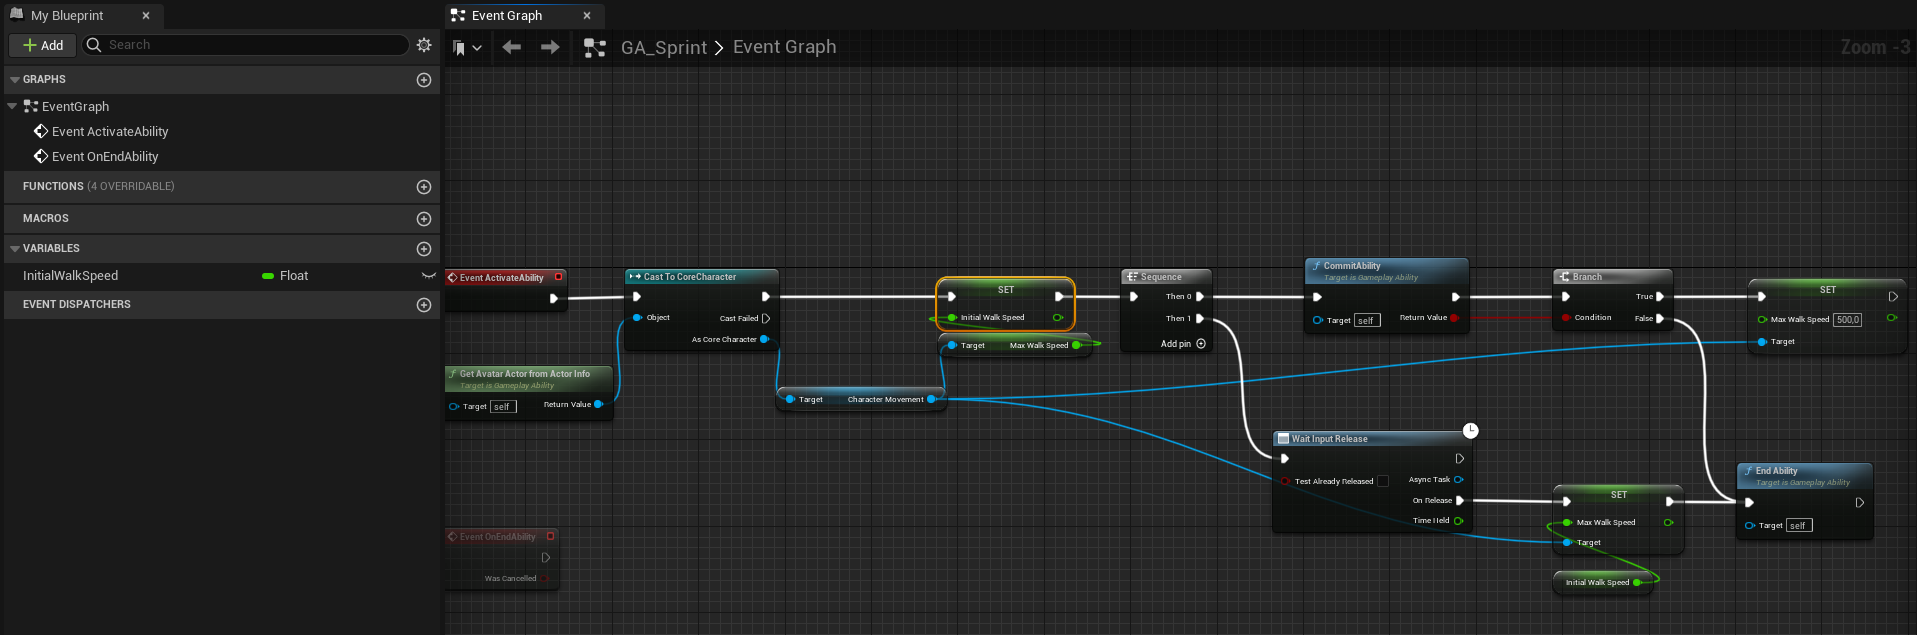 My Blueprint
Add
Search
GRAPHS
EventGraph
Event ActivateAbility
Event OnEndAbility
FUNCTIONS (4 OVERRIDABLE)
MACROS
VARIABLES
InitialWalkSpeed
Float
EVENT DISPATCHERS
Event Graph
GA_Sprint > Event Graph
Zoom -3
Event ActivateAbility
Get Avatar Actor from Actor Info
Target is Gameplay Ability
Target self
Return Value
Cast To CoreCharacter
Object
Cast Failed
As Core Character
Target
Character Movement
SET
Initial Walk Speed
Target
Max Walk Speed
Sequence
Then 0
Then 1
Add pin
CommitAbility
Target is Gameplay Ability
Target self
Return Value
Branch
True
Condition
False
SET
Max Walk Speed 500,0
Target
Wait Input Release
Test Already Released
Async Task
On Release
Time Held
SET
Max Walk Speed
Target
Initial Walk Speed
End Ability
Target is Gameplay Ability
Target self
Event OnEndAbility
Was Cancelled